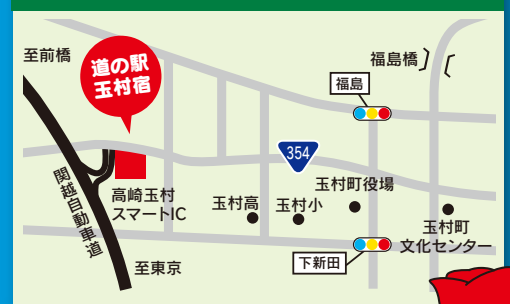 至前橋
道の駅
玉村宿
福島橋
福島
354
関越自動車道
高崎玉村
スマートIC
玉村高
玉村小
玉村町役場
玉村町
文化センター
下新田
至東京